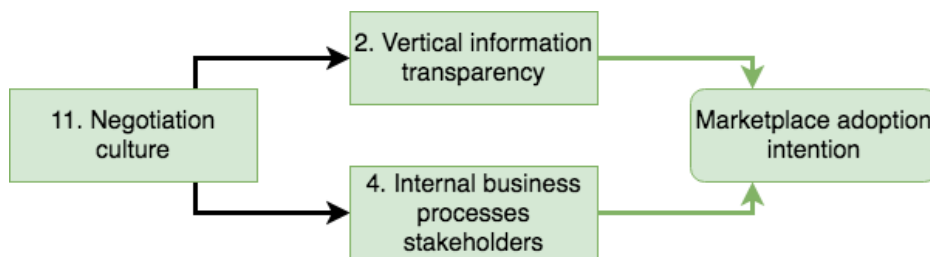 2. Vertical information
transparency
11. Negotiation
culture
Marketplace adoption
intention
4. Internal business
processes
stakeholders